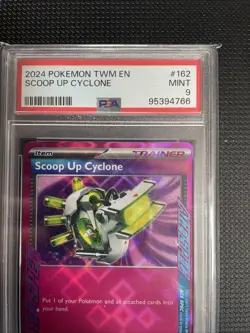 2024 POKEMON TWM EN #162
SCOOP UP CYCLONE MINT
PSA 9
95394766
Item TRAINER
Scoop Up Cyclone
Put 1 of your Pokémon and all attached cards into
your hand.